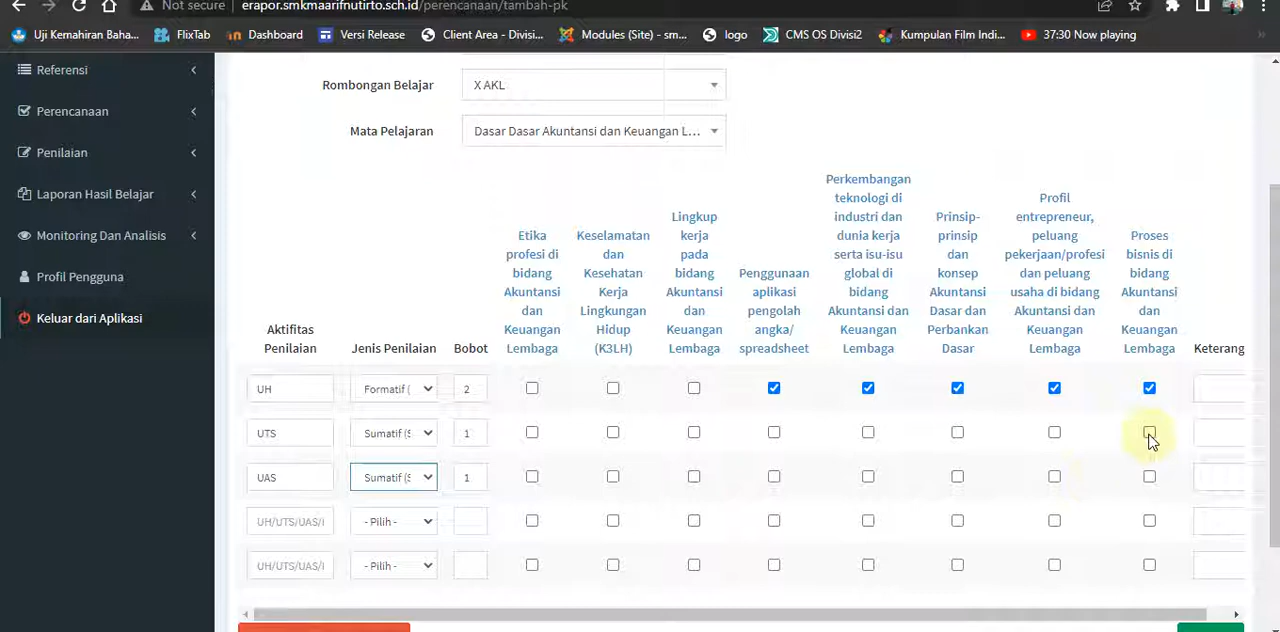 Not secure erapor.smkmaarifnutirto.sch.id/perencanaan/tambah-pk
Uji Kemahiran Baha... FlixTab Dashboard Versi Release Client Area - Divisi... Modules (Site) - sm... logo CMS OS Divisi2 Kumpulan Film Indi... 37:30 Now playing
Referensi
Perencanaan
Penilaian
Laporan Hasil Belajar
Monitoring Dan Analisis
Profil Pengguna
Keluar dari Aplikasi
Rombongan Belajar X AKL
Mata Pelajaran Dasar Dasar Akuntansi dan Keuangan L...
Aktifitas
Penilaian
Jenis Penilaian
Bobot
Etika
profesi di
bidang
Akuntansi
dan
Keuangan
Lembaga
Keselamatan
dan
Kesehatan
Kerja
Lingkungan
Hidup
(K3LH)
Lingkup
kerja
pada
bidang
Akuntansi
dan
Keuangan
Lembaga
Penggunaan
aplikasi
pengolah
angka/
spreadsheet
Perkembangan
teknologi di
industri dan
dunia kerja
serta isu-isu
global di
bidang
Akuntansi dan
Keuangan
Lembaga
Prinsip-
prinsip
dan
konsep
Akuntansi
Dasar dan
Perbankan
Dasar
Profil
entrepreneur,
peluang
pekerjaan/profesi
dan peluang
usaha di bidang
Akuntansi dan
Keuangan
Lembaga
Proses
bisnis di
bidang
Akuntansi
dan
Keuangan
Lembaga
Keterang
UH Formatif ( 2
UTS Sumatif (S 1
UAS Sumatif (S 1
UH/UTS/UAS/I - Pilih -
UH/UTS/UAS/I - Pilih -